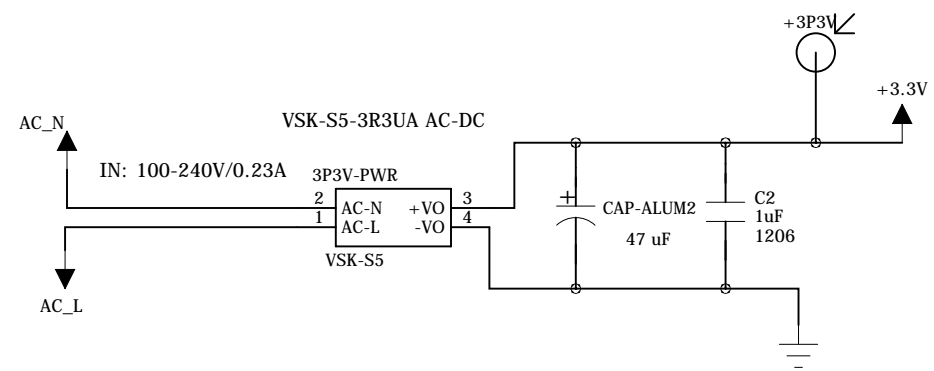 +3P3V
+3.3V
AC_N
VSK-S5-3R3UA AC-DC
IN: 100-240V/0.23A
3P3V-PWR
2 AC-N +VO 3
1 AC-L -VO 4
VSK-S5
AC_L
+
CAP-ALUM2
47 uF
C2
1uF
1206